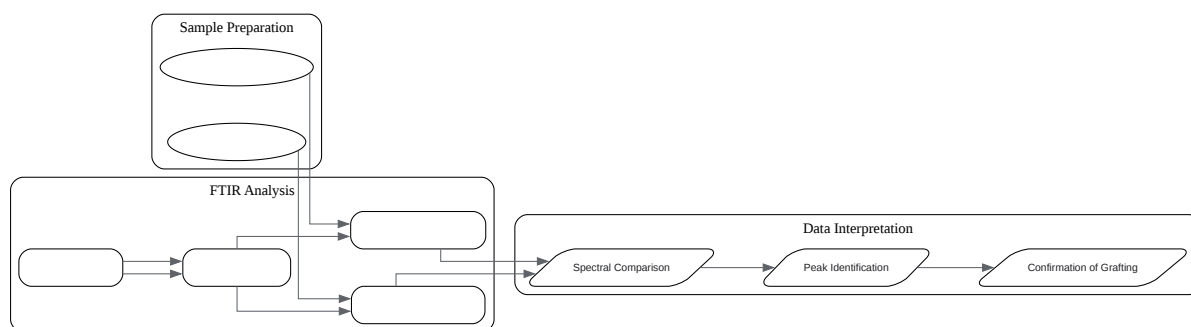 Sample Preparation
FTIR Analysis
Data Interpretation
Spectral Comparison
Peak Identification
Confirmation of Grafting